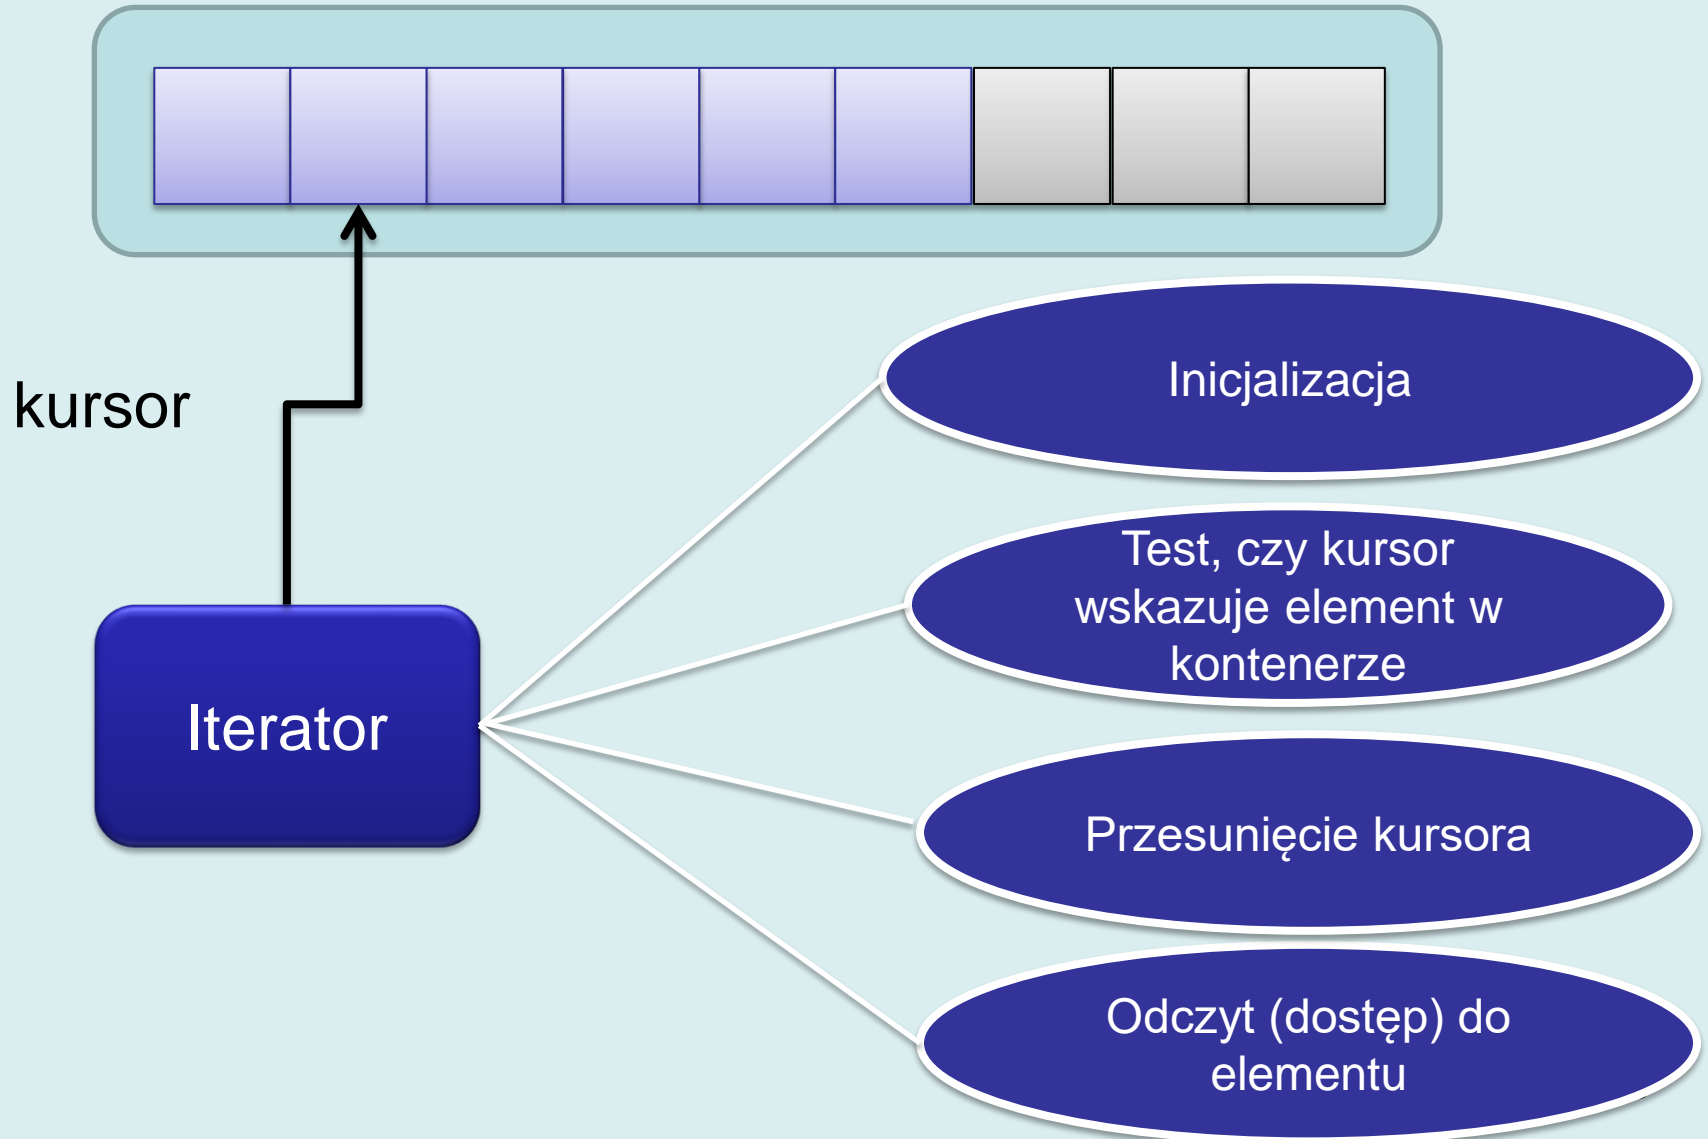 kursor
Inicjalizacja
Test, czy kursor
wskazuje element w
kontenerze
Iterator
Przesunięcie kursora
Odczyt (dostęp) do
elementu